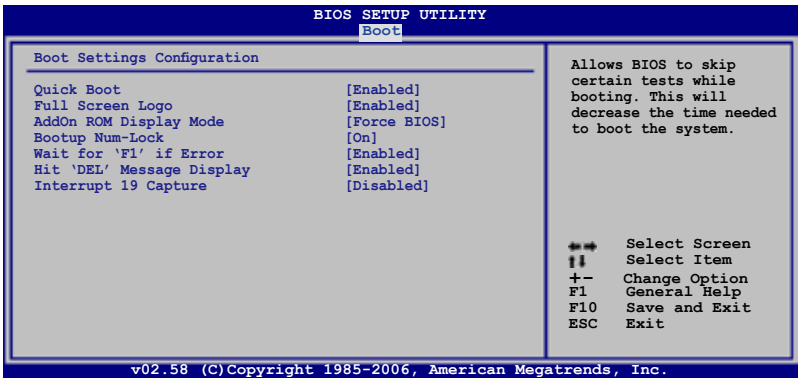 BIOS SETUP UTILITY
Boot
Boot Settings Configuration
Quick Boot [Enabled]
Full Screen Logo [Enabled]
AddOn ROM Display Mode [Force BIOS]
Bootup Num-Lock [On]
Wait for ‘F1’ if Error [Enabled]
Hit ‘DEL’ Message Display [Enabled]
Interrupt 19 Capture [Disabled]
Allows BIOS to skip
certain tests while
booting. This will
decrease the time needed
to boot the system.
←→ Select Screen
↑↓ Select Item
+- Change Option
F1 General Help
F10 Save and Exit
ESC Exit
v02.58 (C)Copyright 1985-2006, American Megatrends, Inc.